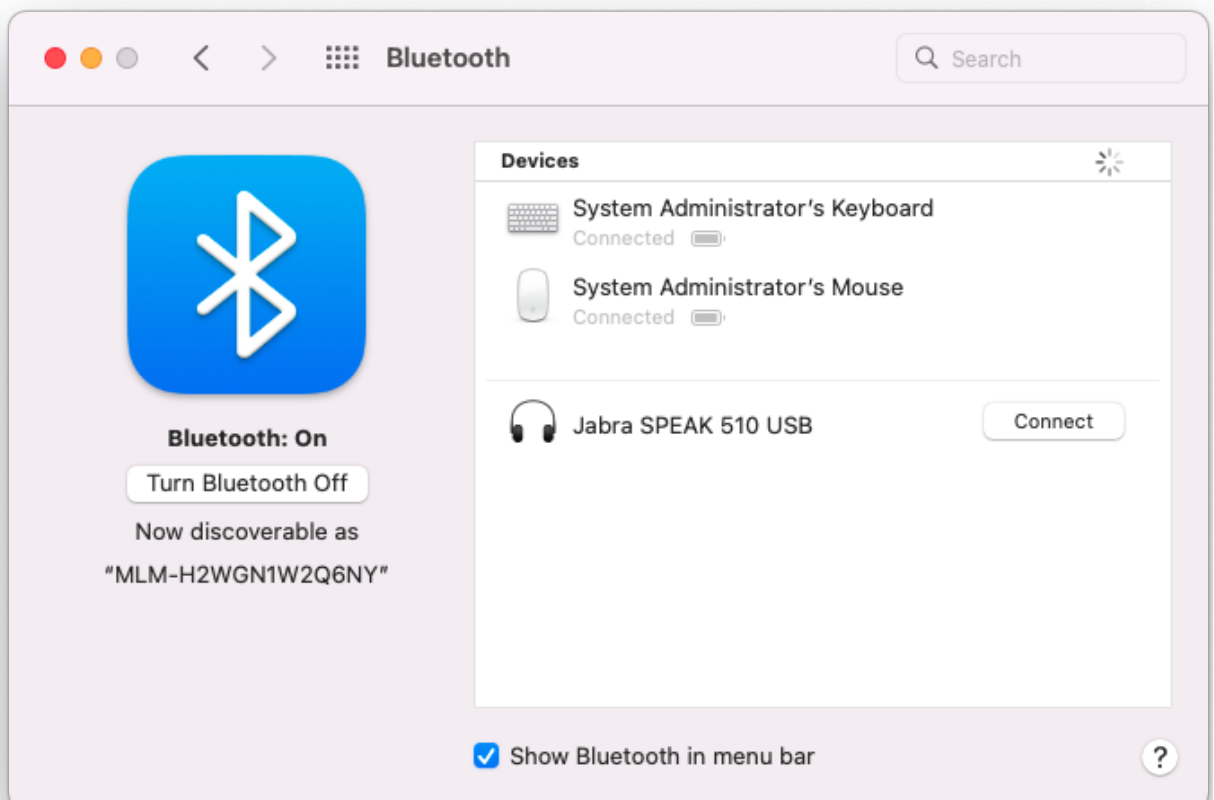 Bluetooth
Search
Bluetooth: On
Turn Bluetooth Off
Now discoverable as
“MLM-H2WGN1W2Q6NY”
Devices
System Administrator’s Keyboard
Connected
System Administrator’s Mouse
Connected
Jabra SPEAK 510 USB
Connect
Show Bluetooth in menu bar
?